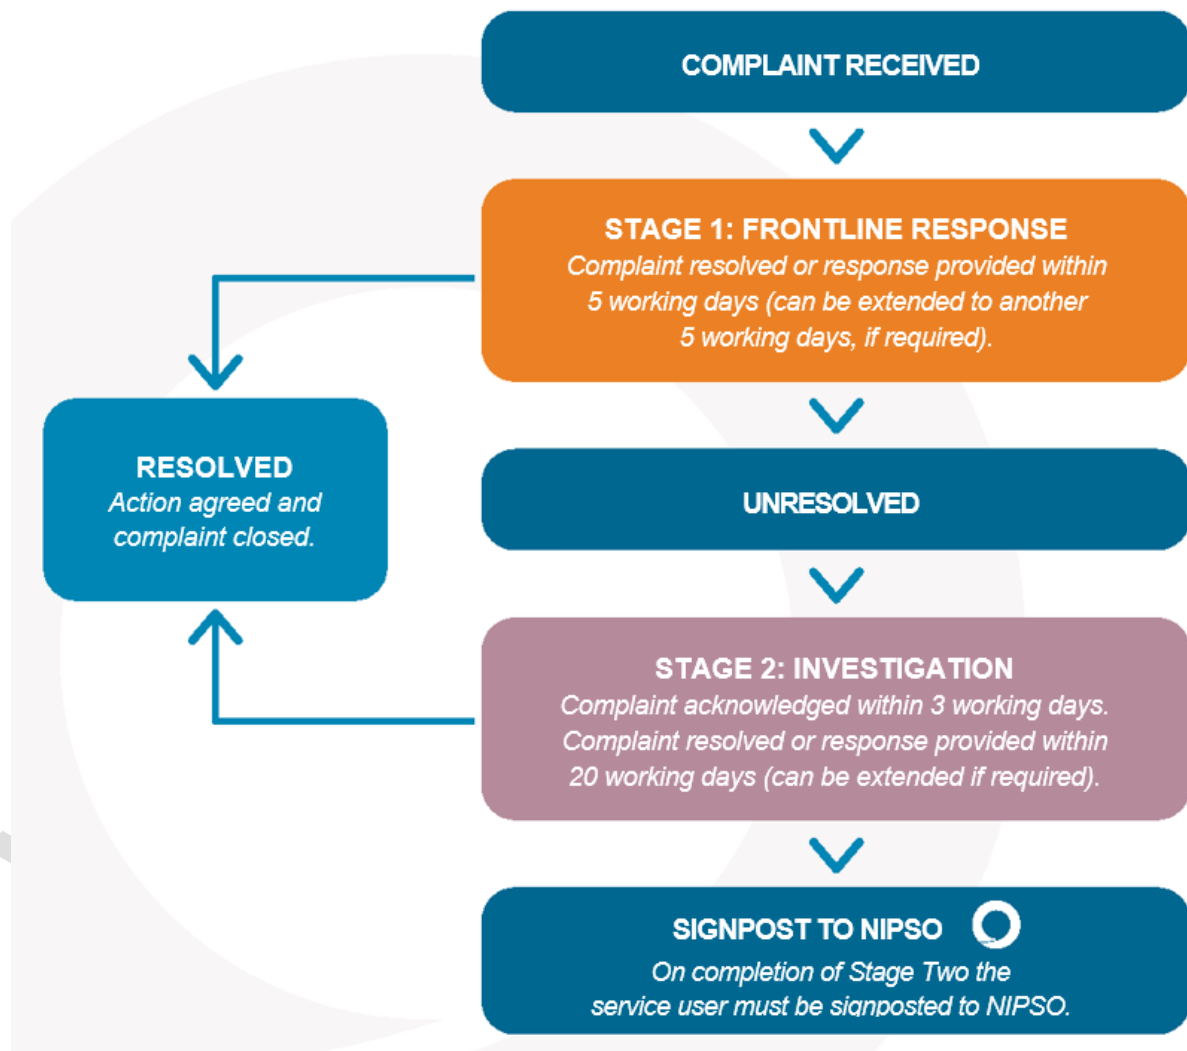 COMPLAINT RECEIVED
STAGE 1: FRONTLINE RESPONSE
Complaint resolved or response provided within
5 working days (can be extended to another
5 working days, if required).
RESOLVED
Action agreed and
complaint closed.
UNRESOLVED
STAGE 2: INVESTIGATION
Complaint acknowledged within 3 working days.
Complaint resolved or response provided within
20 working days (can be extended if required).
SIGNPOST TO NIPSO
On completion of Stage Two the
service user must be signposted to NIPSO.